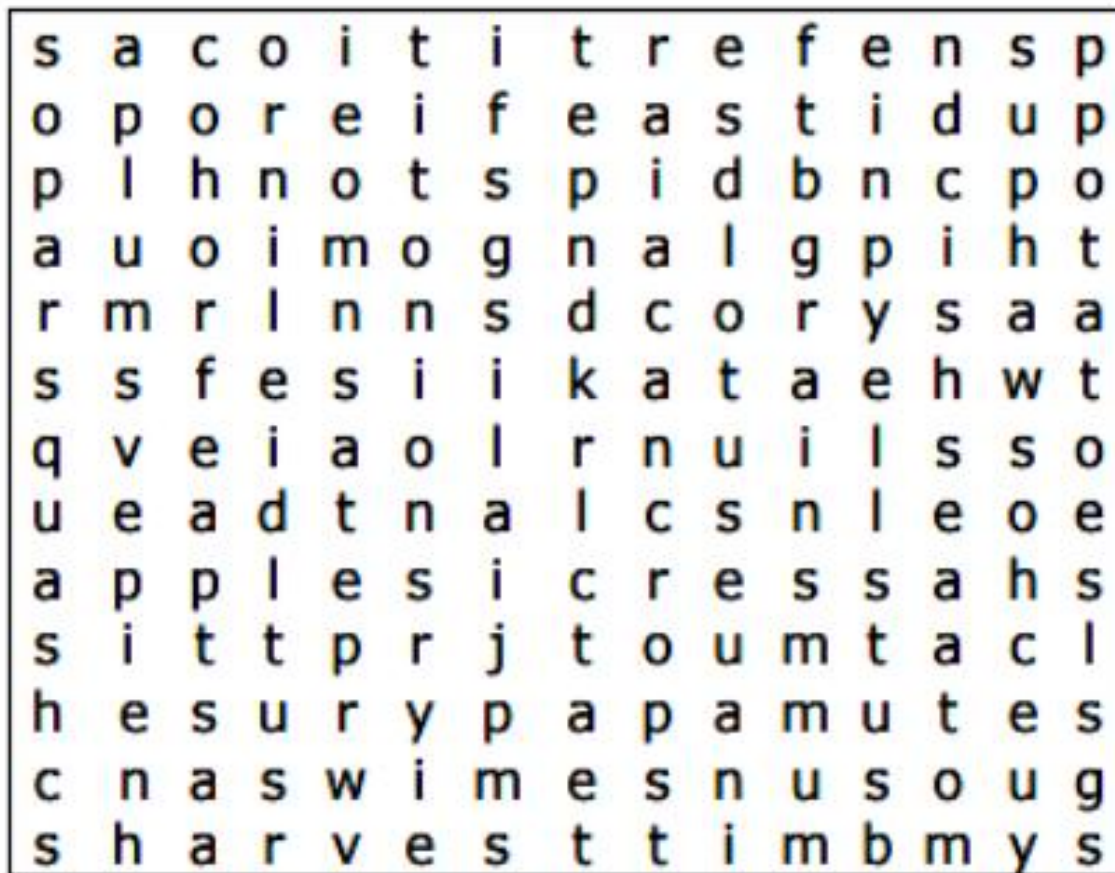 s a c o i t i t r e f e n s p
o p o r e i f e a s t i d u p
p l h n o t s p i d b n c p o
a u o i m o g n a l g p i h t
r m r l n n s d c o r y s a a
s s f e s i i k a t a e h w t
q v e i a o l r n u i l s s o
u e a d t n a l c s n l e o e
a p p l e s i c r e s s a h s
s i t t p r j t o u m t a c l
h e s u r y p a p a m u t e s
c n a s w i m e s n u s o u g
s h a r v e s t t i m b m y s